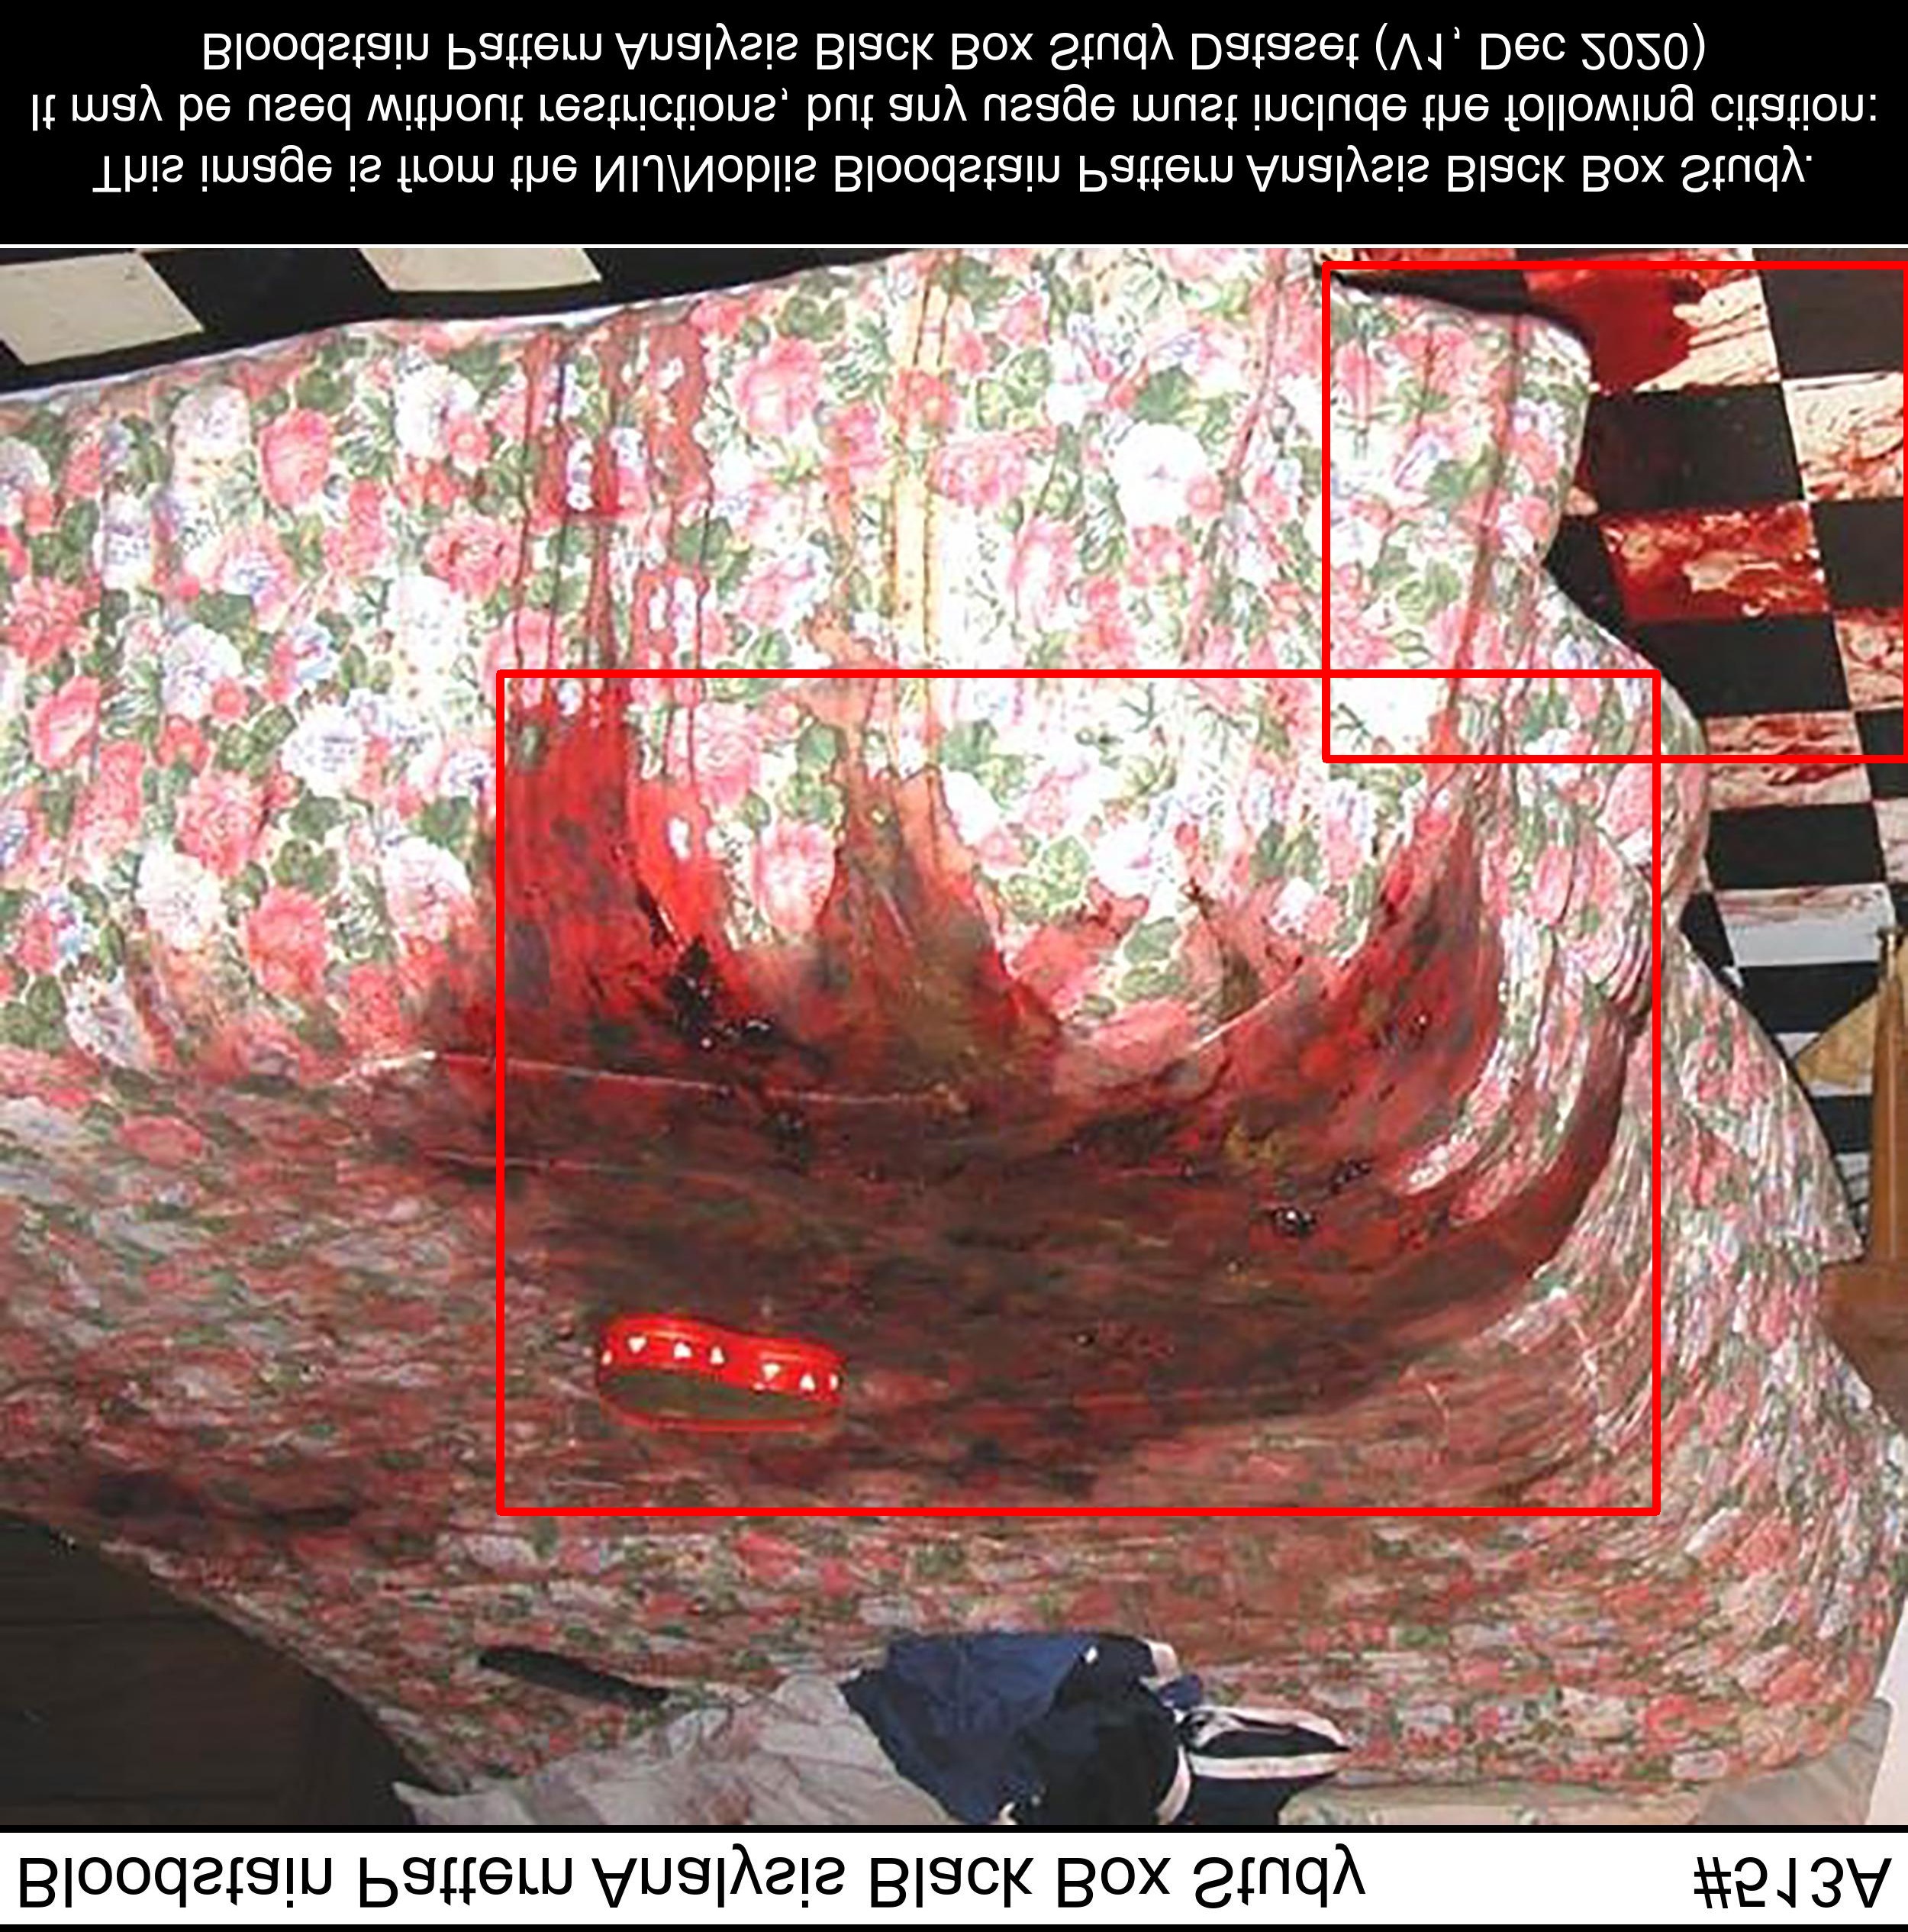 Bloodstain Pattern Analysis Black Box Study #513A
This image is from the NIJ/Noblis Bloodstain Pattern Analysis Black Box Study.
It may be used without restrictions, but any usage must include the following citation:
Bloodstain Pattern Analysis Black Box Study Dataset (V1, Dec 2020)